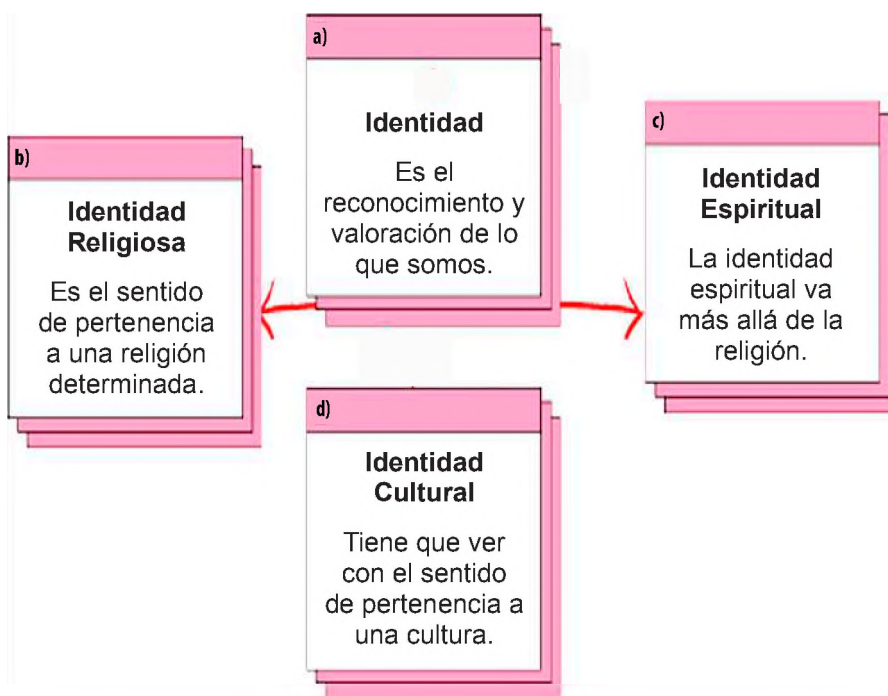 a)
Identidad
Es el
reconocimiento y
valoración de lo
que somos.
b)
Identidad
Religiosa
Es el sentido
de pertenencia
a una religión
determinada.
c)
Identidad
Espiritual
La identidad
espiritual va
más allá de la
religión.
d)
Identidad
Cultural
Tiene que ver
con el sentido
de pertenencia a
una cultura.